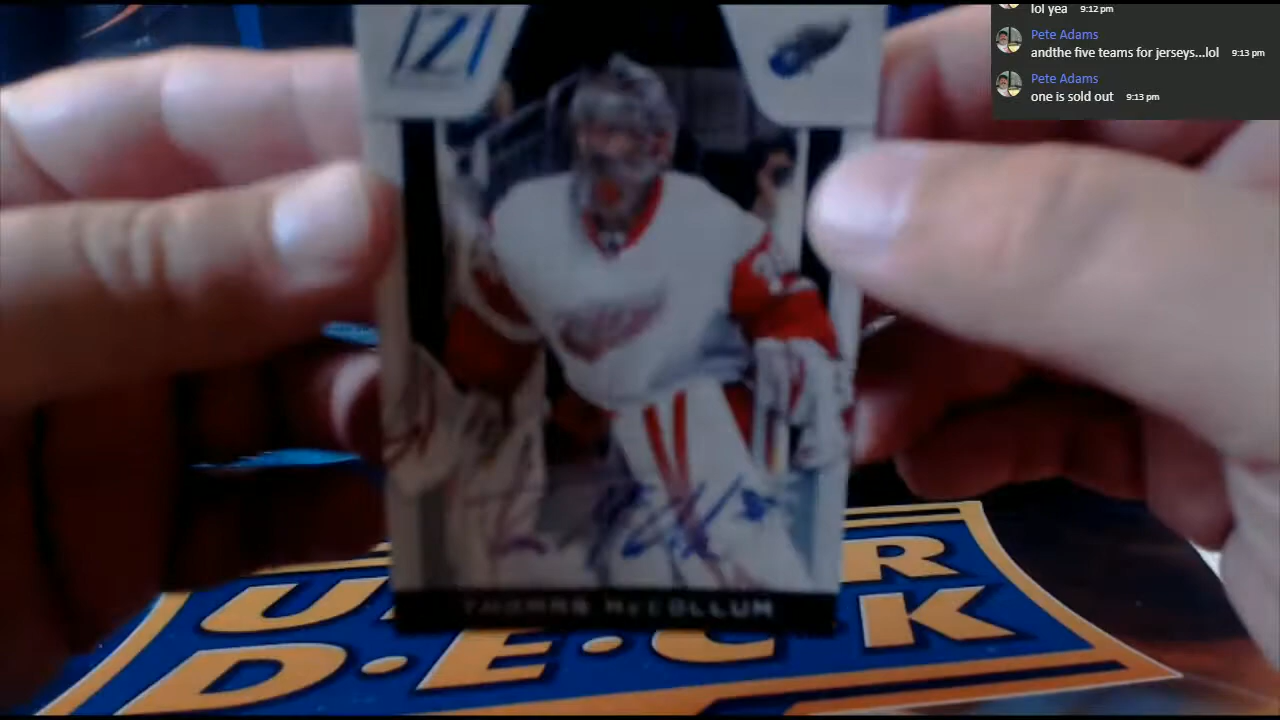 lol yea 9:12 pm
Pete Adams
andthe five teams for jerseys...lol 9:13 pm
Pete Adams
one is sold out 9:13 pm
Z
THOMAS McCOLLUM
U R
D•E•C K